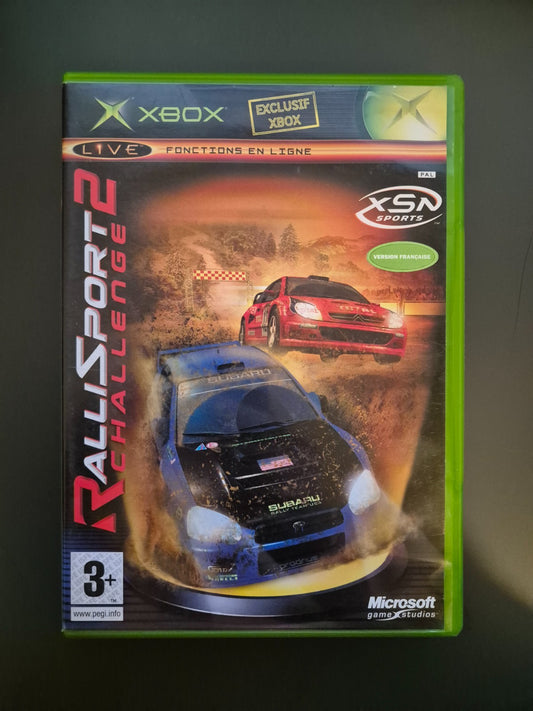 XBOX
EXCLUSIF
XBOX
LIVE
FONCTIONS EN LIGNE
PAL
XSN
SPORTS
VERSION FRANÇAISE
RALLISPORT 2
CHALLENGE
TOTAL
SUBARU
SUBARU
3+
www.pegi.info
Microsoft
game studios